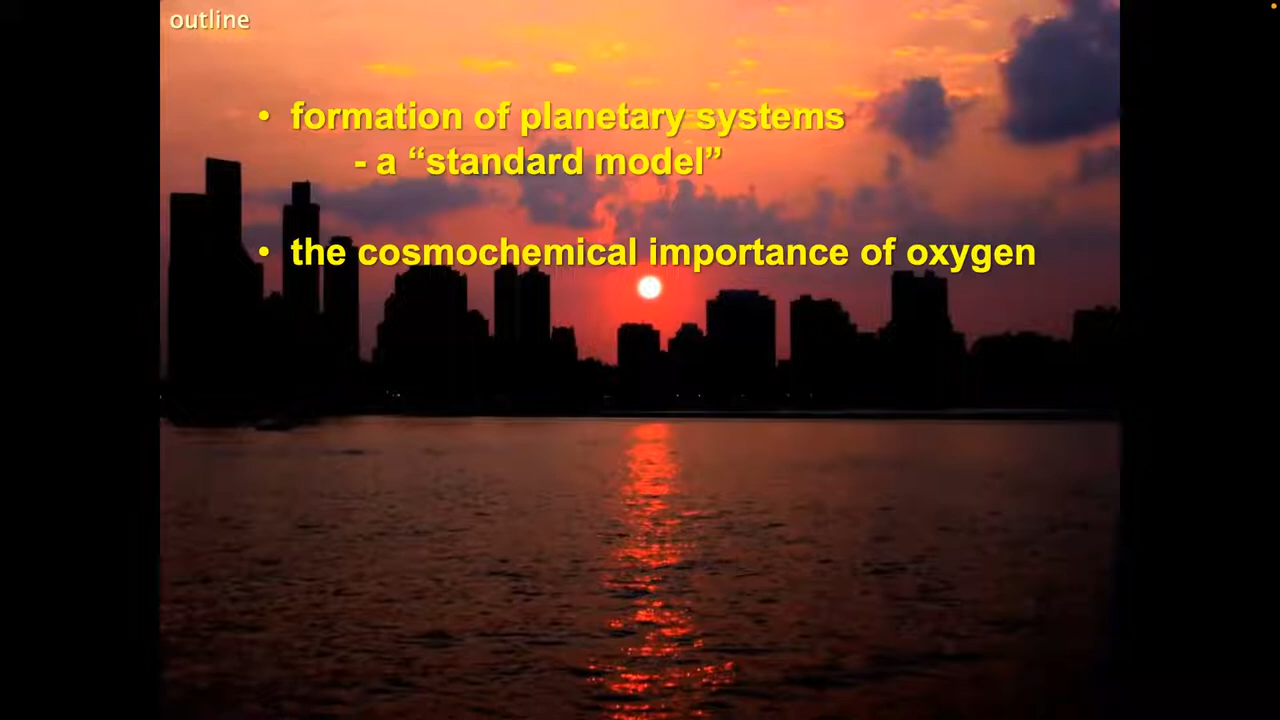 outline
• formation of planetary systems
- a “standard model”
• the cosmochemical importance of oxygen